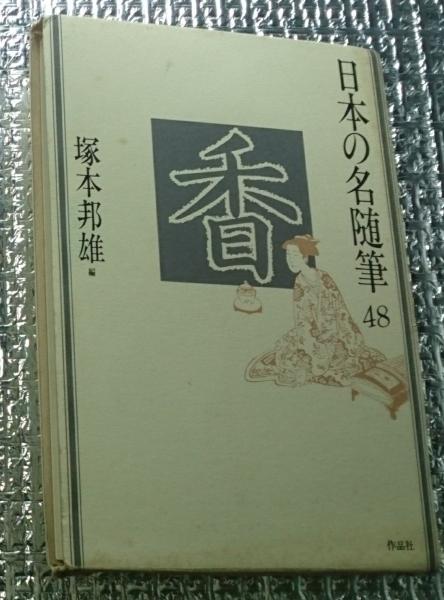 日本の名随筆 48
香
塚本邦雄 編
作品社